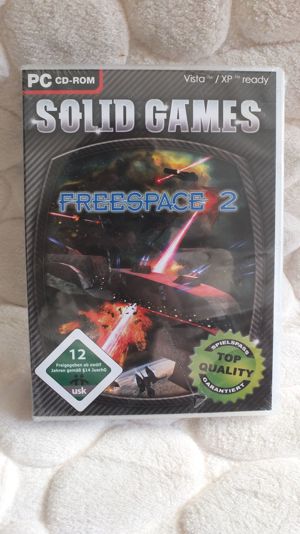 PC CD-ROM
Vista™ / XP™ ready
SOLID GAMES
FREESPACE 2
12
Freigegeben ab zwölf
Jahren gemäß §14 JuSchG
usk
SPIELSPASS
TOP
QUALITY
GARANTIERT